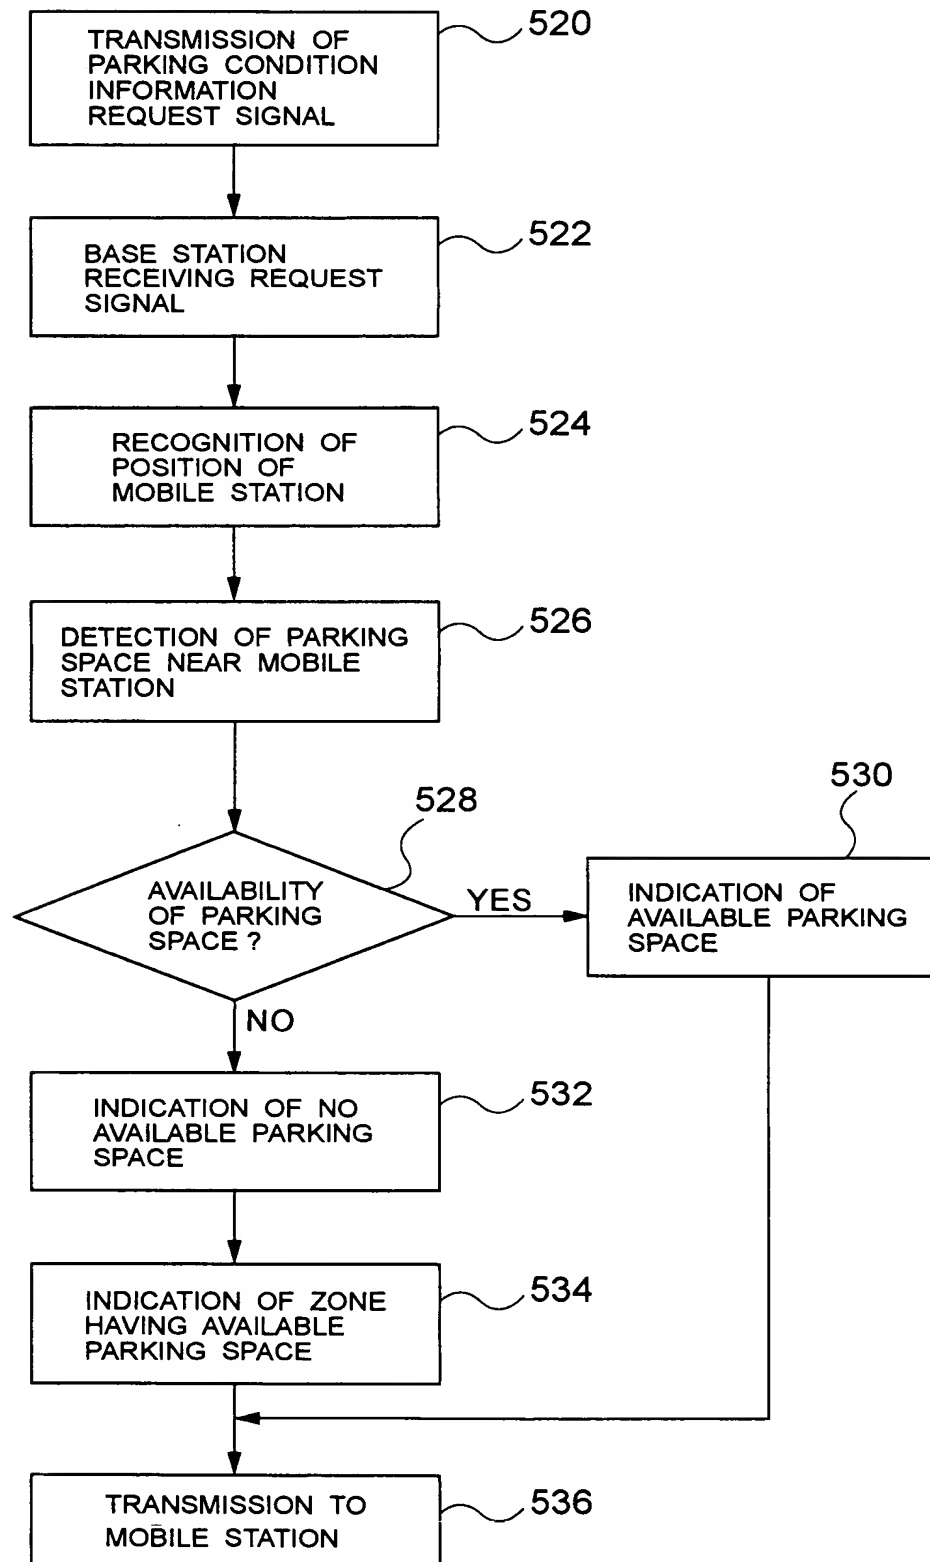 TRANSMISSION OF
PARKING CONDITION
INFORMATION
REQUEST SIGNAL
520
BASE STATION
RECEIVING REQUEST
SIGNAL
522
RECOGNITION OF
POSITION OF
MOBILE STATION
524
DETECTION OF PARKING
SPACE NEAR MOBILE
STATION
526
528
AVAILABILITY
OF PARKING
SPACE ?
YES
530
INDICATION OF
AVAILABLE PARKING
SPACE
NO
INDICATION OF NO
AVAILABLE PARKING
SPACE
532
INDICATION OF ZONE
HAVING AVAILABLE
PARKING SPACE
534
TRANSMISSION TO
MOBILE STATION
536